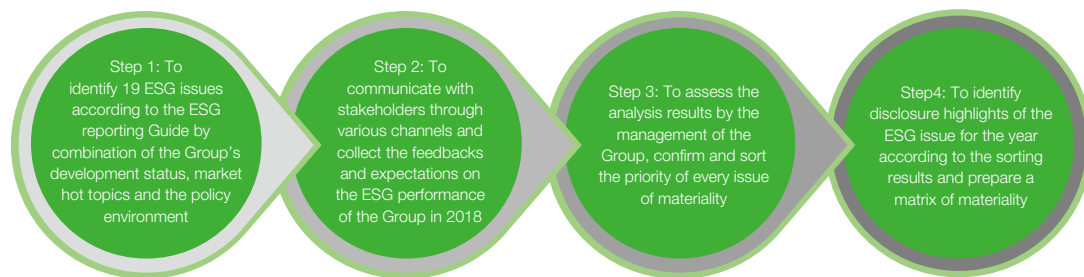 Step 1: To
identify 19 ESG issues
according to the ESG
reporting Guide by
combination of the Group's
development status, market
hot topics and the policy
environment
Step 2: To
communicate with
stakeholders through
various channels and
collect the feedbacks
and expectations on
the ESG performance
of the Group in 2018
Step 3: To assess the
analysis results by the
management of the
Group, confirm and sort
the priority of every issue
of materiality
Step4: To identify
disclosure highlights of the
ESG issue for the year
according to the sorting
results and prepare a
matrix of materiality